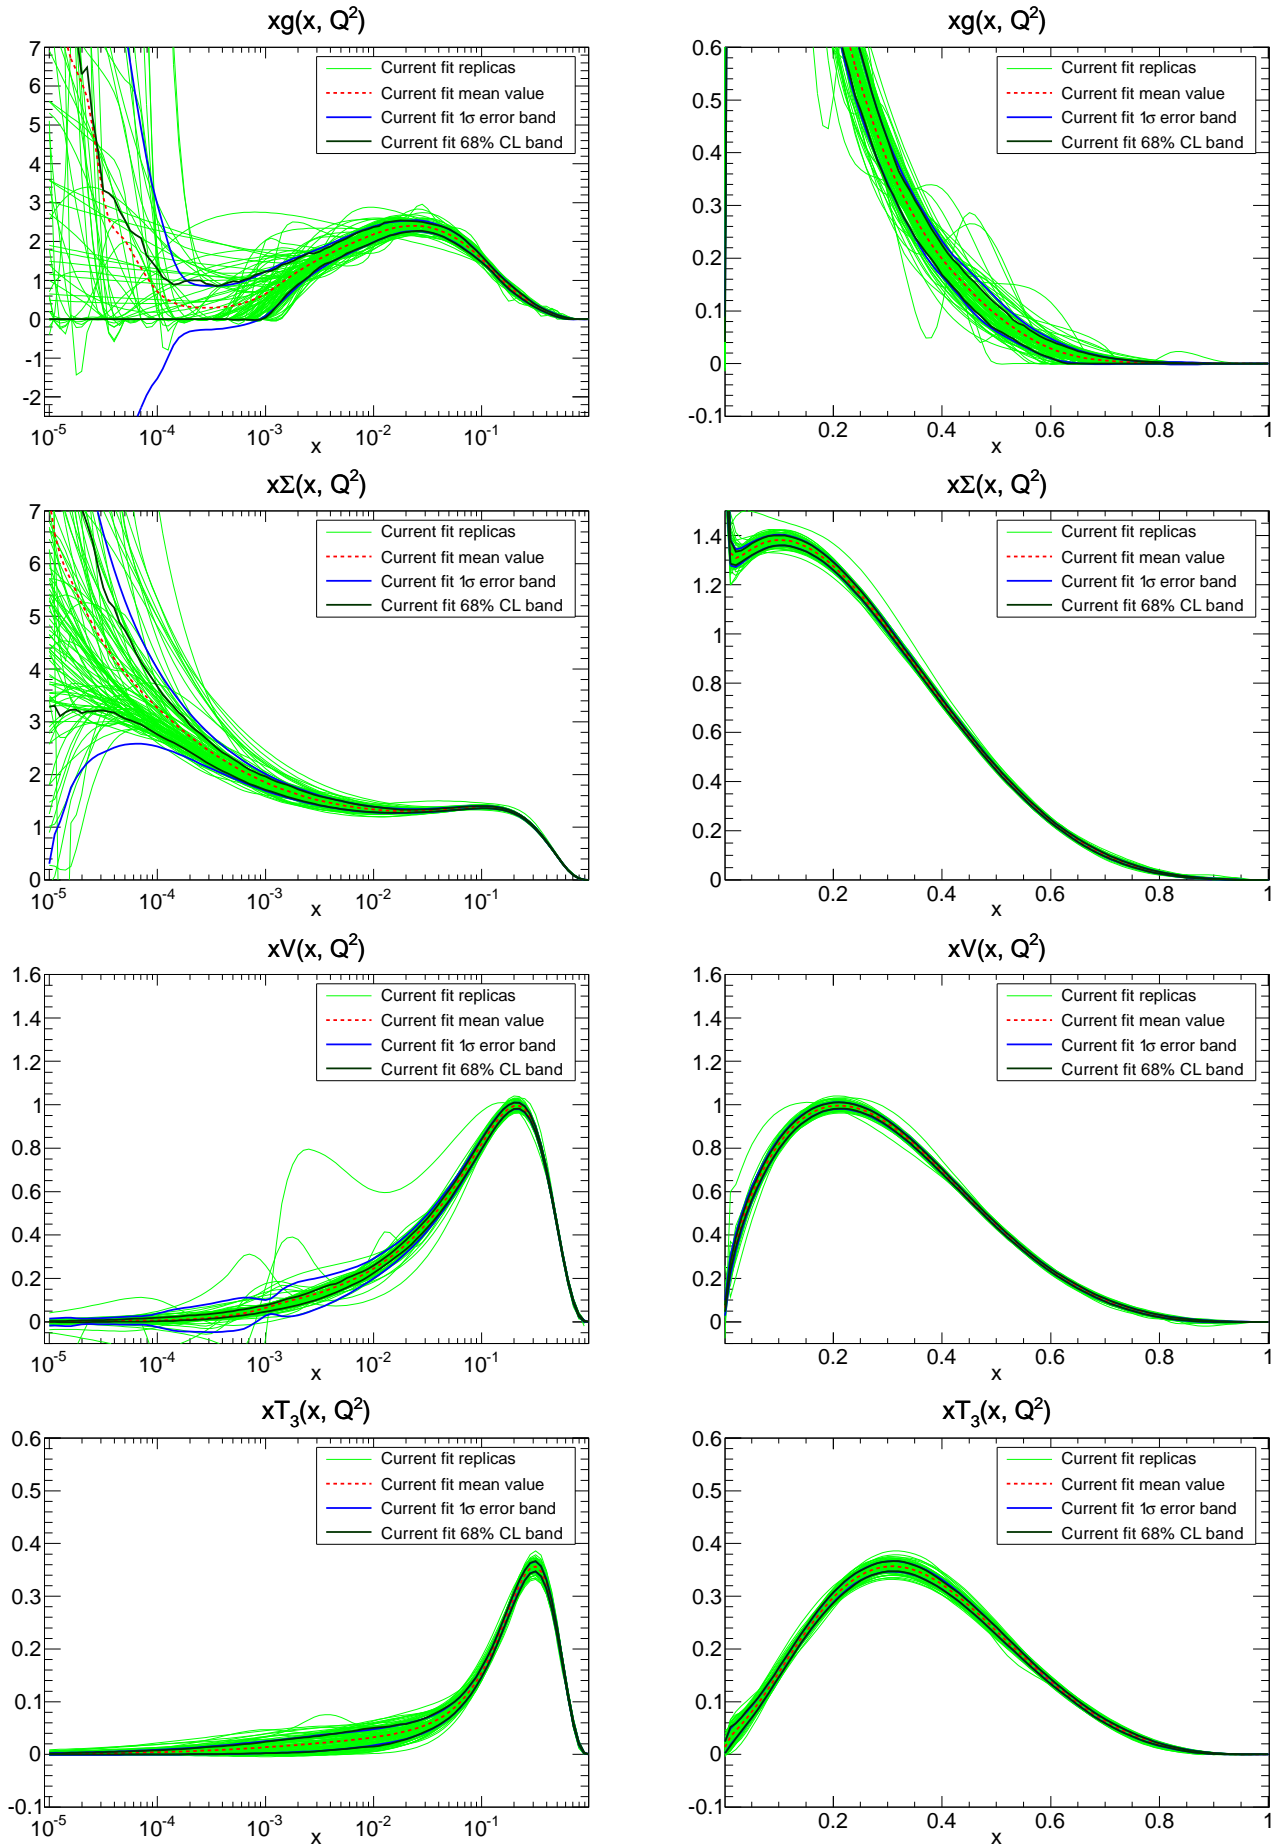 xg(x, Q²)
7
6
5
4
3
2
1
0
-1
-2
Current fit replicas
Current fit mean value
Current fit 1σ error band
Current fit 68% CL band
10⁻⁵ 10⁻⁴ 10⁻³ 10⁻² 10⁻¹
x
xg(x, Q²)
0.6
0.5
0.4
0.3
0.2
0.1
0
-0.1
Current fit replicas
Current fit mean value
Current fit 1σ error band
Current fit 68% CL band
0.2 0.4 0.6 0.8 1
x
xΣ(x, Q²)
7
6
5
4
3
2
1
0
Current fit replicas
Current fit mean value
Current fit 1σ error band
Current fit 68% CL band
10⁻⁵ 10⁻⁴ 10⁻³ 10⁻² 10⁻¹
x
xΣ(x, Q²)
1.4
1.2
1
0.8
0.6
0.4
0.2
0
Current fit replicas
Current fit mean value
Current fit 1σ error band
Current fit 68% CL band
0.2 0.4 0.6 0.8 1
x
xV(x, Q²)
1.6
1.4
1.2
1
0.8
0.6
0.4
0.2
0
Current fit replicas
Current fit mean value
Current fit 1σ error band
Current fit 68% CL band
10⁻⁵ 10⁻⁴ 10⁻³ 10⁻² 10⁻¹
x
xV(x, Q²)
1.6
1.4
1.2
1
0.8
0.6
0.4
0.2
0
Current fit replicas
Current fit mean value
Current fit 1σ error band
Current fit 68% CL band
0.2 0.4 0.6 0.8 1
x
xT₃(x, Q²)
0.6
0.5
0.4
0.3
0.2
0.1
0
-0.1
Current fit replicas
Current fit mean value
Current fit 1σ error band
Current fit 68% CL band
10⁻⁵ 10⁻⁴ 10⁻³ 10⁻² 10⁻¹
x
xT₃(x, Q²)
0.6
0.5
0.4
0.3
0.2
0.1
0
-0.1
Current fit replicas
Current fit mean value
Current fit 1σ error band
Current fit 68% CL band
0.2 0.4 0.6 0.8 1
x